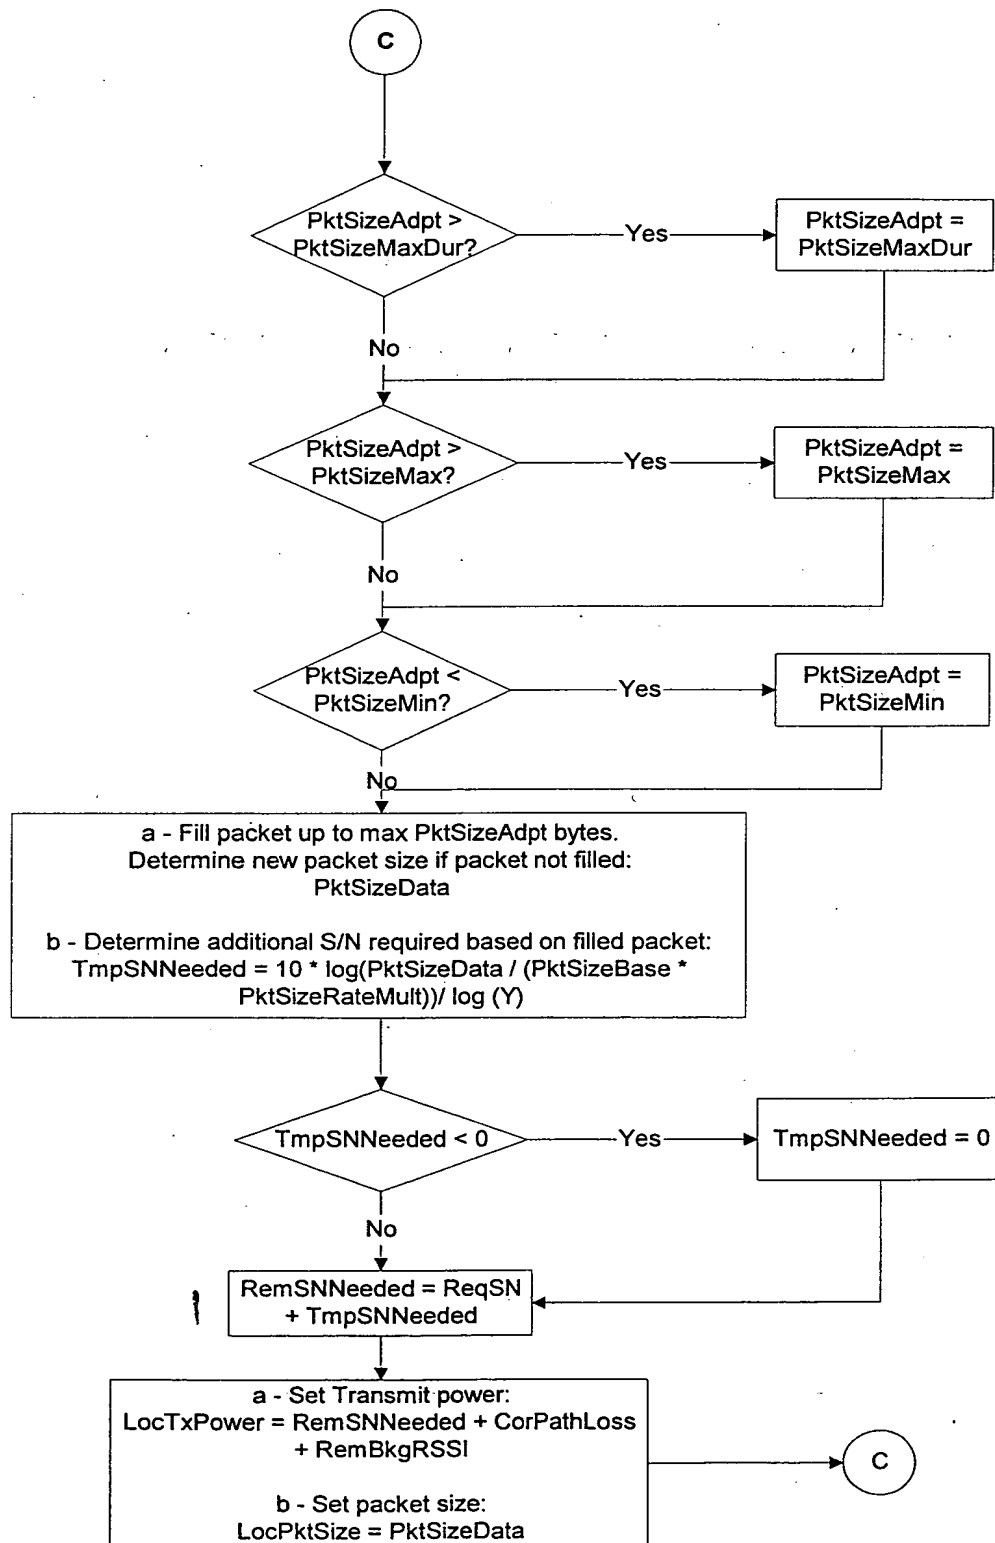 C
PktSizeAdpt >
PktSizeMaxDur?
Yes
PktSizeAdpt =
PktSizeMaxDur
No
PktSizeAdpt >
PktSizeMax?
Yes
PktSizeAdpt =
PktSizeMax
No
PktSizeAdpt <
PktSizeMin?
Yes
PktSizeAdpt =
PktSizeMin
No
a - Fill packet up to max PktSizeAdpt bytes.
Determine new packet size if packet not filled:
PktSizeData
b - Determine additional S/N required based on filled packet:
TmpSNNeeded = 10 * log(PktSizeData / (PktSizeBase *
PktSizeRateMult))/ log (Y)
TmpSNNeeded < 0
Yes
TmpSNNeeded = 0
No
RemSNNeeded = ReqSN
+ TmpSNNeeded
a - Set Transmit power:
LocTxPower = RemSNNeeded + CorPathLoss
+ RemBkgRSSI
C
b - Set packet size:
LocPktSize = PktSizeData